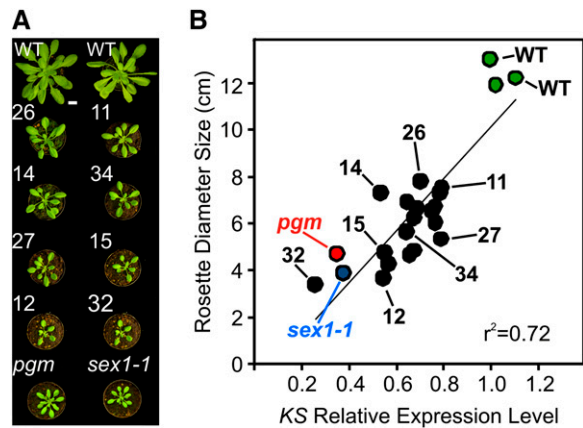 A
WT WT
26 11
14 34
27 15
12 32
pgm sex1-1
B
Rosette Diameter Size (cm)
12
10
8
6
4
2
0
WT
WT
26
14
11
pgm
15
27
32
34
sex1-1
12
r²=0.72
0.2 0.4 0.6 0.8 1.0 1.2
KS Relative Expression Level